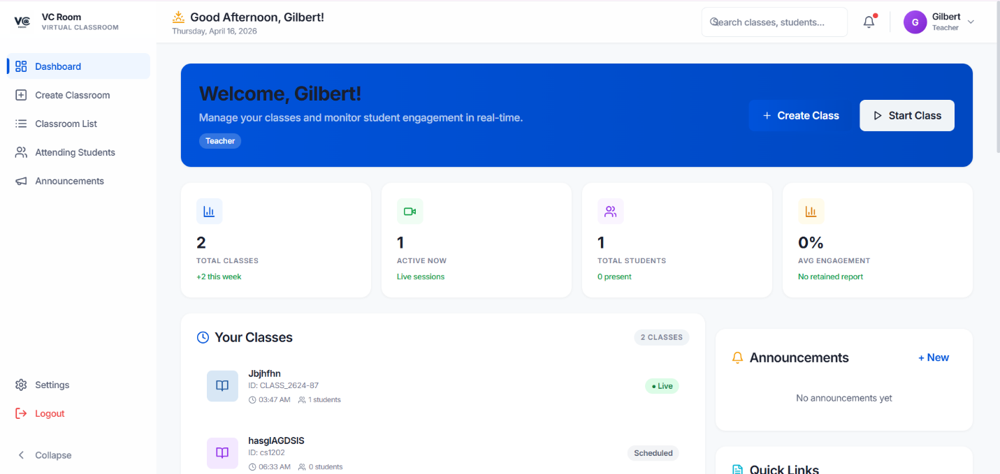 VC Room
VIRTUAL CLASSROOM
Good Afternoon, Gilbert!
Thursday, April 16, 2026
Search classes, students...
G
Gilbert
Teacher
Dashboard
Create Classroom
Classroom List
Attending Students
Announcements
Settings
Logout
Collapse
Welcome, Gilbert!
Manage your classes and monitor student engagement in real-time.
Teacher
+ Create Class
Start Class
2
TOTAL CLASSES
+2 this week
1
ACTIVE NOW
Live sessions
1
TOTAL STUDENTS
0 present
0%
AVG ENGAGEMENT
No retained report
Your Classes
2 CLASSES
Jbjhfhn
ID: CLASS_2624-87
03:47 AM 1 students
• Live
hasglAGDSIS
ID: cs1202
06:33 AM 0 students
Scheduled
Announcements
+ New
No announcements yet
Quick Links